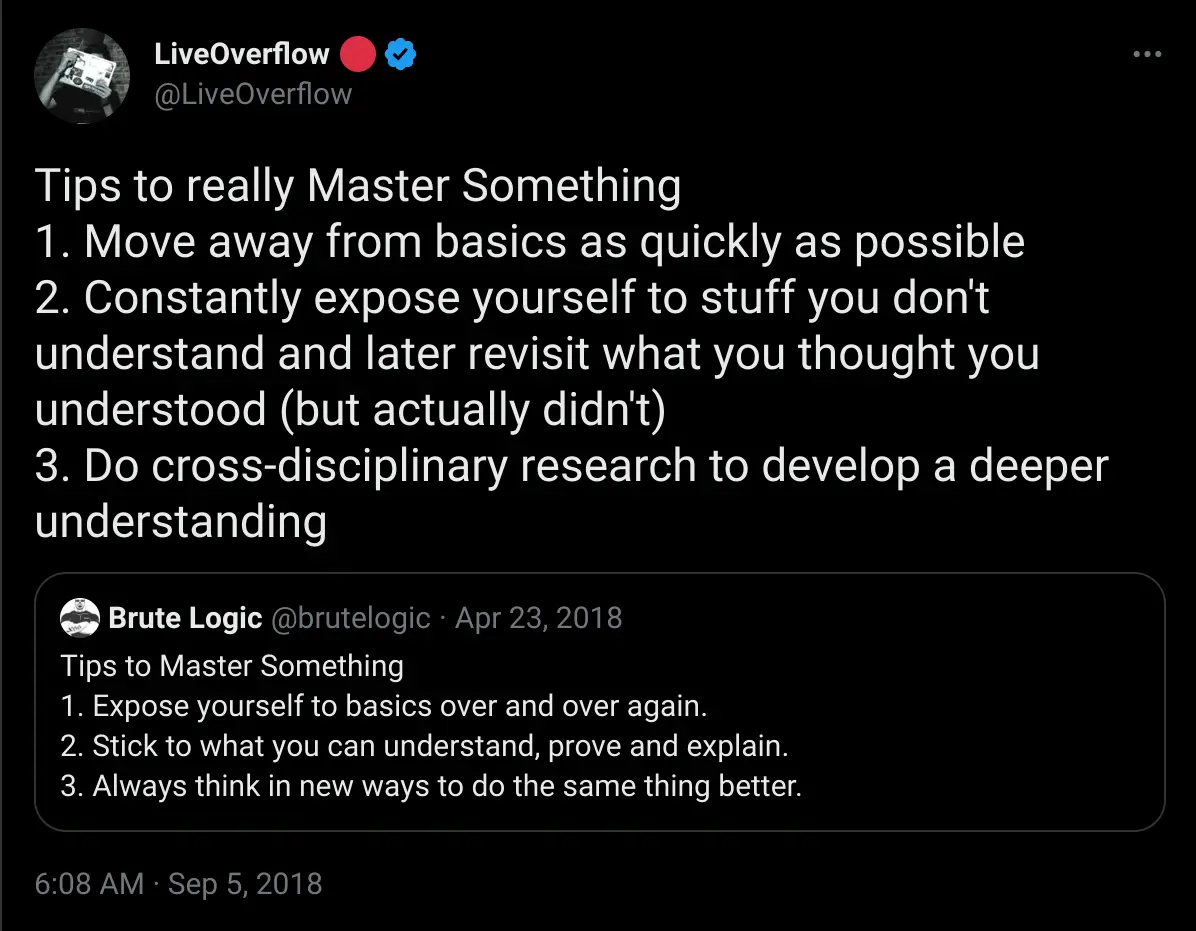 LiveOverflow
@LiveOverflow
Tips to really Master Something
1. Move away from basics as quickly as possible
2. Constantly expose yourself to stuff you don't
understand and later revisit what you thought you
understood (but actually didn't)
3. Do cross-disciplinary research to develop a deeper
understanding
Brute Logic @brutelogic · Apr 23, 2018
Tips to Master Something
1. Expose yourself to basics over and over again.
2. Stick to what you can understand, prove and explain.
3. Always think in new ways to do the same thing better.
6:08 AM · Sep 5, 2018